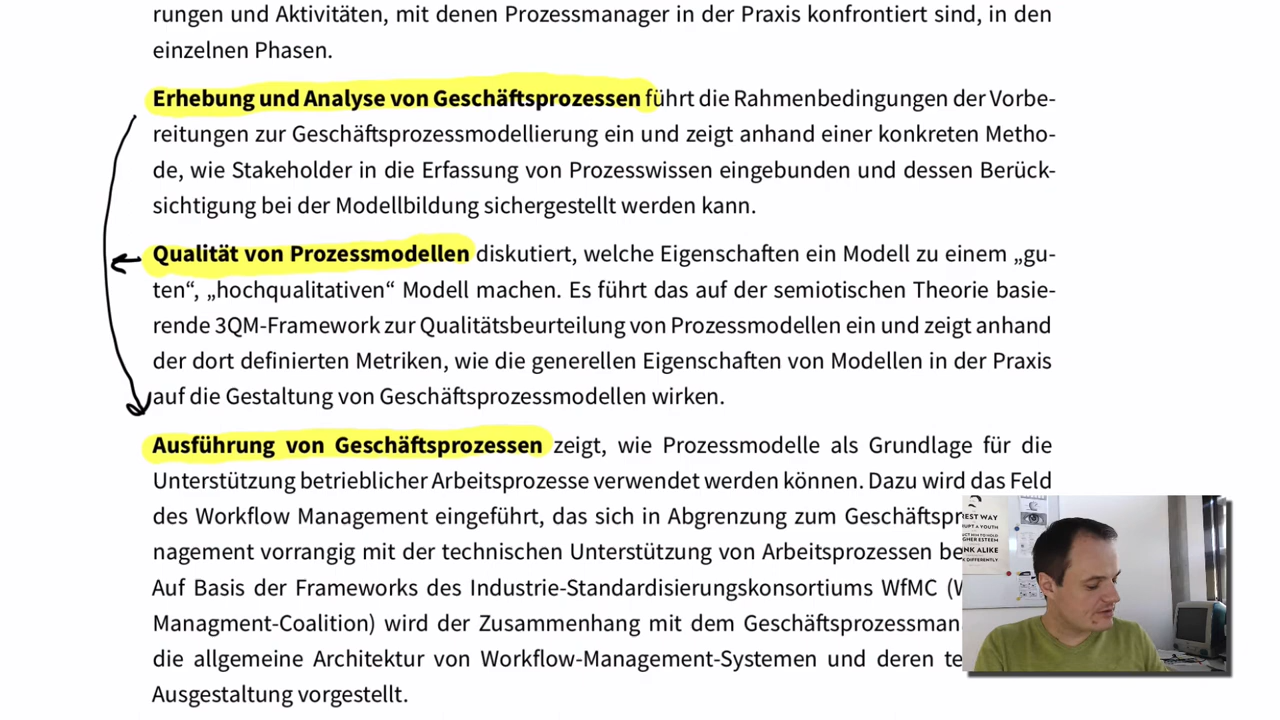 rungen und Aktivitäten, mit denen Prozessmanager in der Praxis konfrontiert sind, in den
einzelnen Phasen.
Erhebung und Analyse von Geschäftsprozessen führt die Rahmenbedingungen der Vorbe-
reitungen zur Geschäftsprozessmodellierung ein und zeigt anhand einer konkreten Metho-
de, wie Stakeholder in die Erfassung von Prozesswissen eingebunden und dessen Berück-
sichtigung bei der Modellbildung sichergestellt werden kann.
Qualität von Prozessmodellen diskutiert, welche Eigenschaften ein Modell zu einem „gu-
ten“, „hochqualitativen“ Modell machen. Es führt das auf der semiotischen Theorie basie-
rende 3QM-Framework zur Qualitätsbeurteilung von Prozessmodellen ein und zeigt anhand
der dort definierten Metriken, wie die generellen Eigenschaften von Modellen in der Praxis
auf die Gestaltung von Geschäftsprozessmodellen wirken.
Ausführung von Geschäftsprozessen zeigt, wie Prozessmodelle als Grundlage für die
Unterstützung betrieblicher Arbeitsprozesse verwendet werden können. Dazu wird das Feld
des Workflow Management eingeführt, das sich in Abgrenzung zum Geschäftspr
nagement vorrangig mit der technischen Unterstützung von Arbeitsprozessen be
Auf Basis der Frameworks des Industrie-Standardisierungskonsortiums WfMC (W
Managment-Coalition) wird der Zusammenhang mit dem Geschäftsprozessman
die allgemeine Architektur von Workflow-Management-Systemen und deren te
Ausgestaltung vorgestellt.
EST WAY
UPT A YOUTH
NK ALIKE
DIFFERENTLY